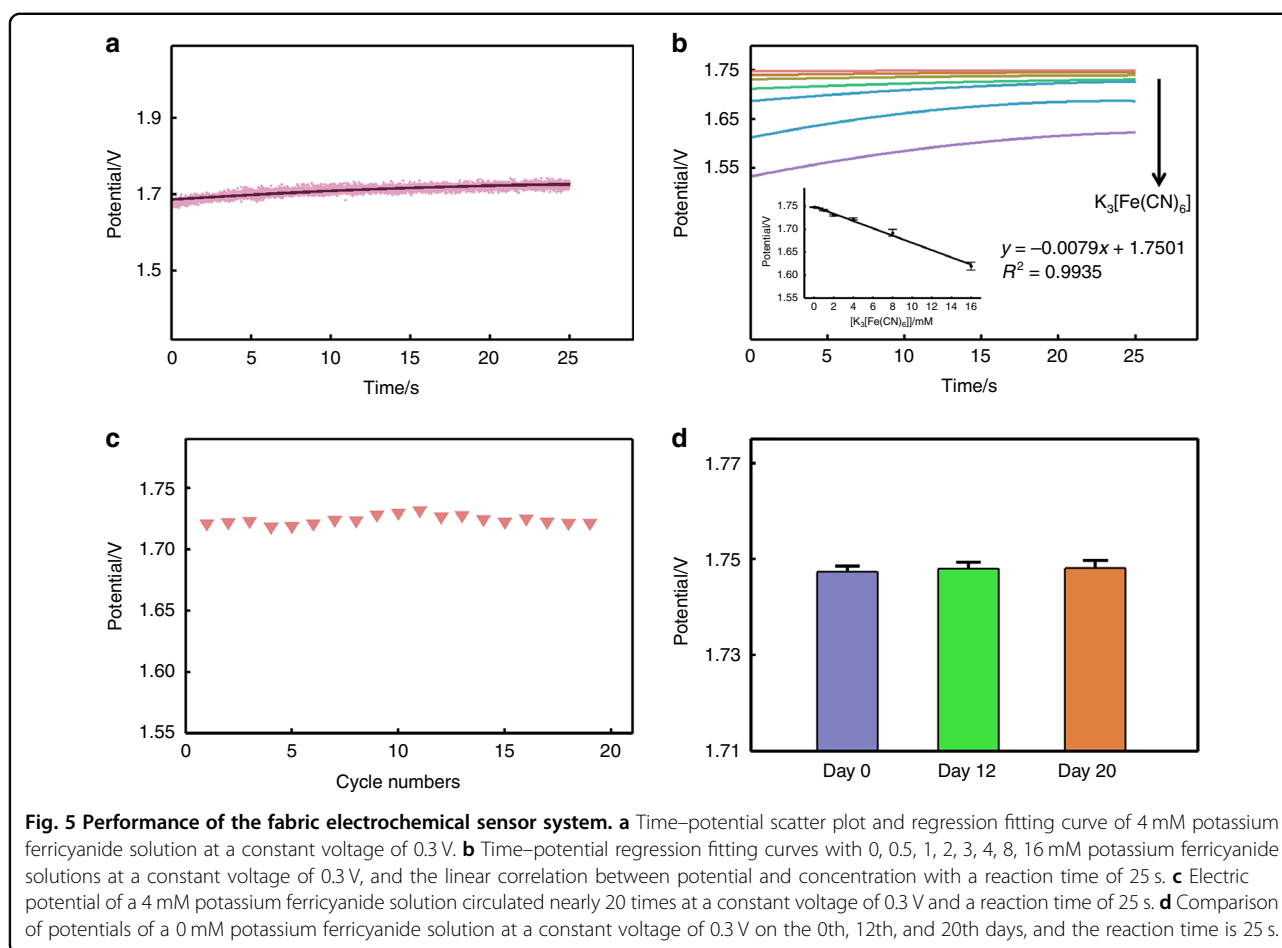 a
Potential/V
1.9
1.7
1.5
0 5 10 15 20 25
Time/s
b
Potential/V
1.75
1.65
1.55
K3[Fe(CN)6]
y = –0.0079x + 1.7501
R² = 0.9935
Potential/V
1.75
1.70
1.65
1.60
1.55
0 2 4 6 8 10 12 14 16
[K3[Fe(CN)6]]/mM
0 5 10 15 20 25
Time/s
c
Potential/V
1.75
1.70
1.65
1.60
1.55
0 5 10 15 20
Cycle numbers
d
Potential/V
1.77
1.75
1.73
1.71
Day 0 Day 12 Day 20
Fig. 5 Performance of the fabric electrochemical sensor system. a Time–potential scatter plot and regression fitting curve of 4 mM potassium
ferricyanide solution at a constant voltage of 0.3 V. b Time–potential regression fitting curves with 0, 0.5, 1, 2, 3, 4, 8, 16 mM potassium ferricyanide
solutions at a constant voltage of 0.3 V, and the linear correlation between potential and concentration with a reaction time of 25 s. c Electric
potential of a 4 mM potassium ferricyanide solution circulated nearly 20 times at a constant voltage of 0.3 V and a reaction time of 25 s. d Comparison
of potentials of a 0 mM potassium ferricyanide solution at a constant voltage of 0.3 V on the 0th, 12th, and 20th days, and the reaction time is 25 s.